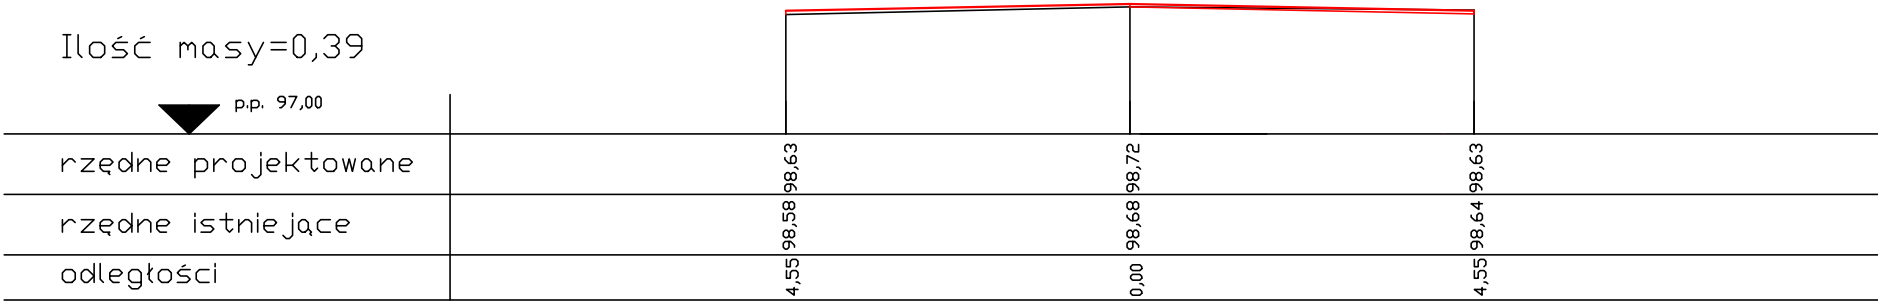 Ilość masy=0,39
p.p. 97,00
rzędne projektowane 98,63 98,72 98,63
rzędne istniejące 98,58 98,68 98,64
odległości 4,55 0,00 4,55